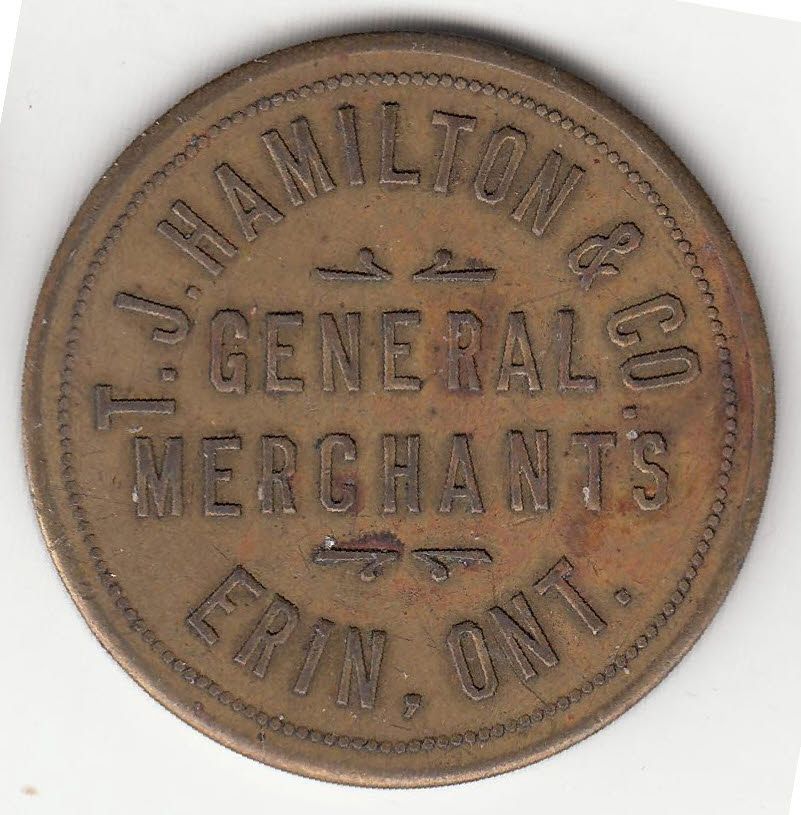 T. J. HAMILTON & CO.
GENERAL
MERCHANTS
ERIN, ONT.